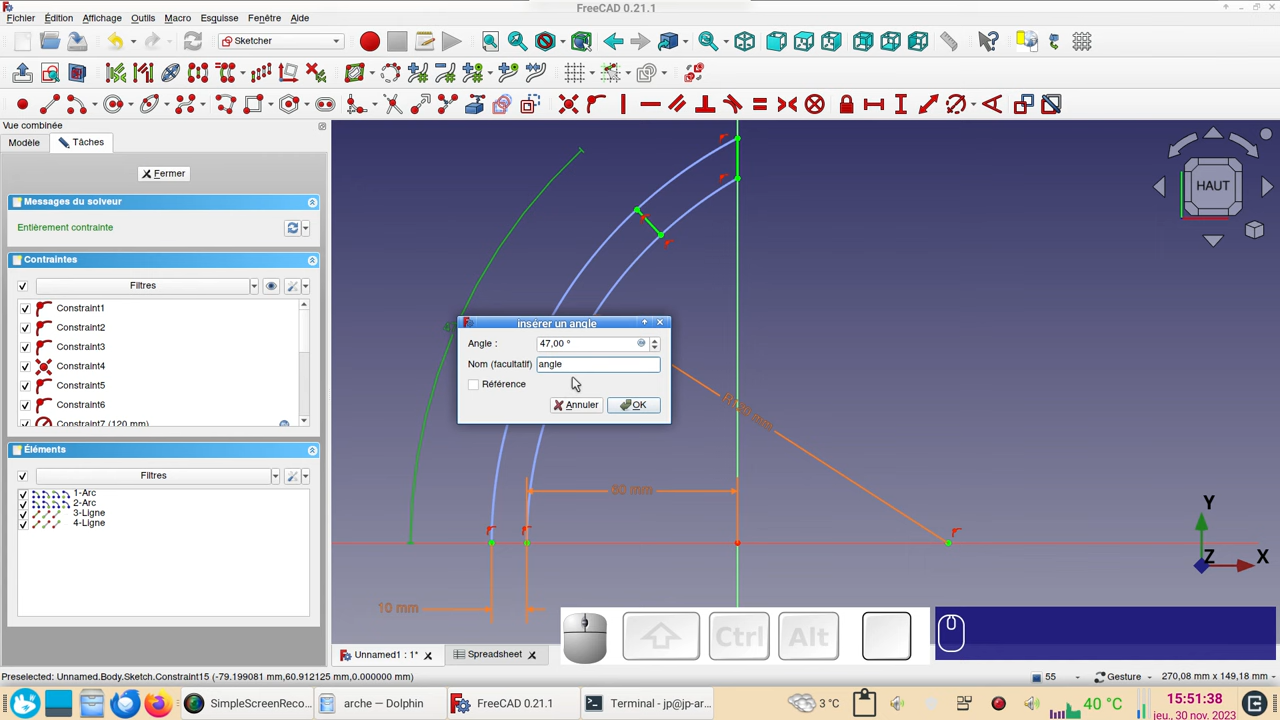 FreeCAD 0.21.1
Fichier Édition Affichage Outils Macro Esquisse Fenêtre Aide
Sketcher
Vue combinée
Modèle Tâches
Fermer
Messages du solveur
Entièrement contrainte
Contraintes
Filtres
Constraint1
Constraint2
Constraint3
Constraint4
Constraint5
Constraint6
Constraint7 (120 mm)
Éléments
Filtres
1-Arc
2-Arc
3-Ligne
4-Ligne
HAUT
insérer un angle
Angle : 47,00 °
Nom (facultatif) angle
Référence
Annuler OK
10 mm
Y
Z X
Ctrl Alt
Unnamed1 : 1* Spreadsheet
Preselected: Unnamed.Body.Sketch.Constraint15 (-79.199081 mm, 60.912125 mm,0.000000 mm)
55 Gesture 270,08 mm x 149,18 mm
SimpleScreenReco... arche — Dolphin FreeCAD 0.21.1 Terminal - jp@jp-ar...
3 °C 40 °C
15:51:38
jeu., 30 nov. 2023